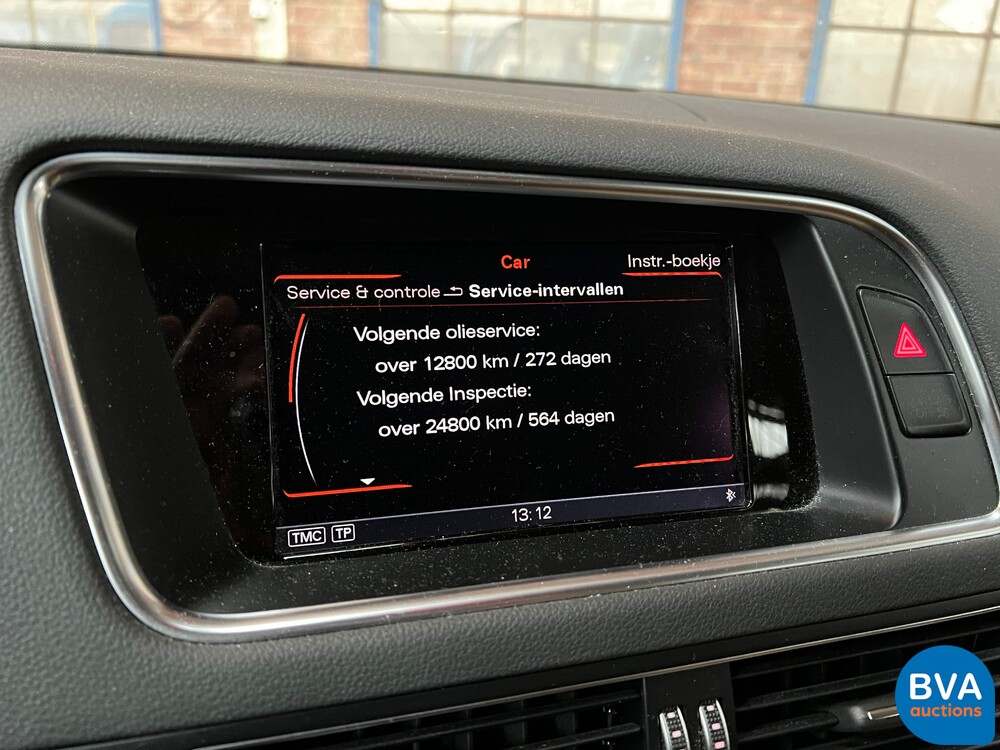 Car
Instr.-boekje
Service & controle Service-intervallen
Volgende olieservice:
over 12800 km / 272 dagen
Volgende Inspectie:
over 24800 km / 564 dagen
13:12
TMC TP
BVA
auctions